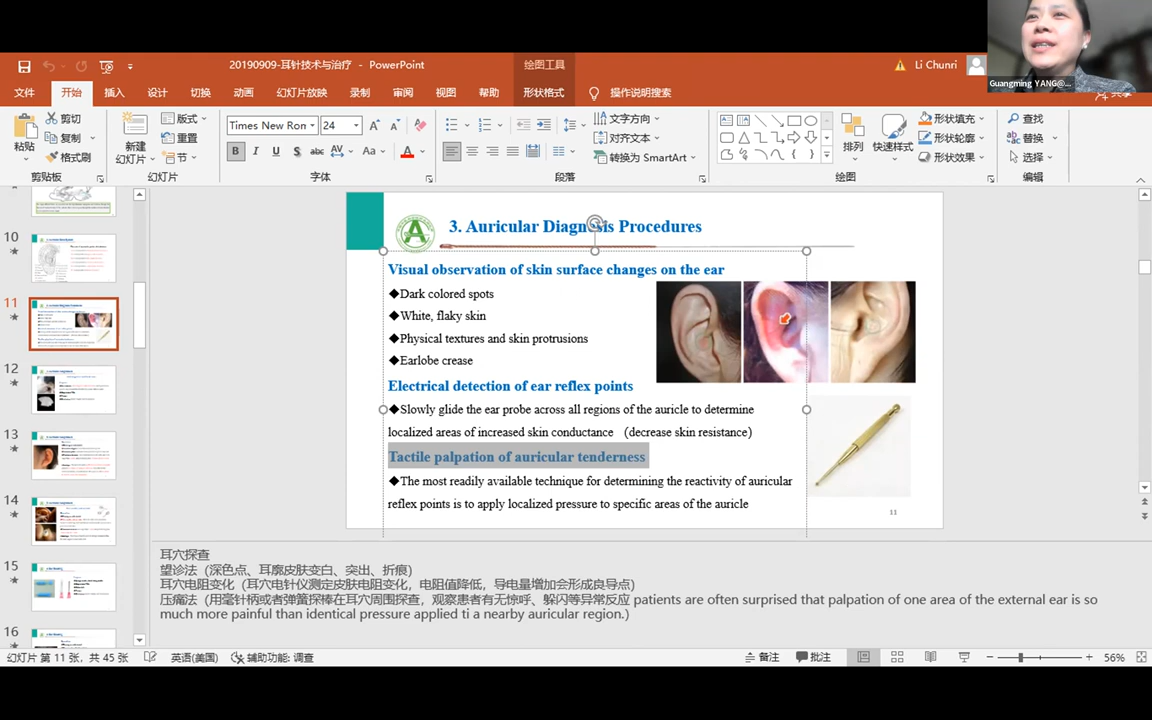 20190909-耳针技术与治疗 - PowerPoint
绘图工具
Li Chunri
Guangming YANG@...
文件 开始 插入 设计 切换 动画 幻灯片放映 录制 审阅 视图 帮助 形状格式 操作说明搜索
粘贴
剪切
复制
格式刷
剪贴板
新建
幻灯片
版式
重置
节
幻灯片
Times New Ron
24
B I U S abc AV Aa A
字体
文字方向
对齐文本
转换为 SmartArt
段落
排列
快速样式
形状填充
形状轮廓
形状效果
绘图
查找
替换
选择
编辑
10
11
12
13
14
15
16
3. Auricular Diagnosis Procedures
Visual observation of skin surface changes on the ear
◆Dark colored spots
◆White, flaky skin
◆Physical textures and skin protrusions
◆Earlobe crease
Electrical detection of ear reflex points
◆Slowly glide the ear probe across all regions of the auricle to determine
localized areas of increased skin conductance （decrease skin resistance）
Tactile palpation of auricular tenderness
◆The most readily available technique for determining the reactivity of auricular
reflex points is to apply localized pressure to specific areas of the auricle
11
耳穴探查
望诊法（深色点、耳廓皮肤变白、突出、折痕）
耳穴电阻变化（耳穴电针仪测定皮肤电阻变化，电阻值降低，导电量增加会形成良导点）
压痛法（用毫针柄或者弹簧探棒在耳穴周围探查，观察患者有无惊呼、躲闪等异常反应 patients are often surprised that palpation of one area of the external ear is so
much more painful than identical pressure applied ti a nearby auricular region.）
幻灯片 第 11 张，共 45 张 英语(美国) 辅助功能: 调查 备注 批注 56%